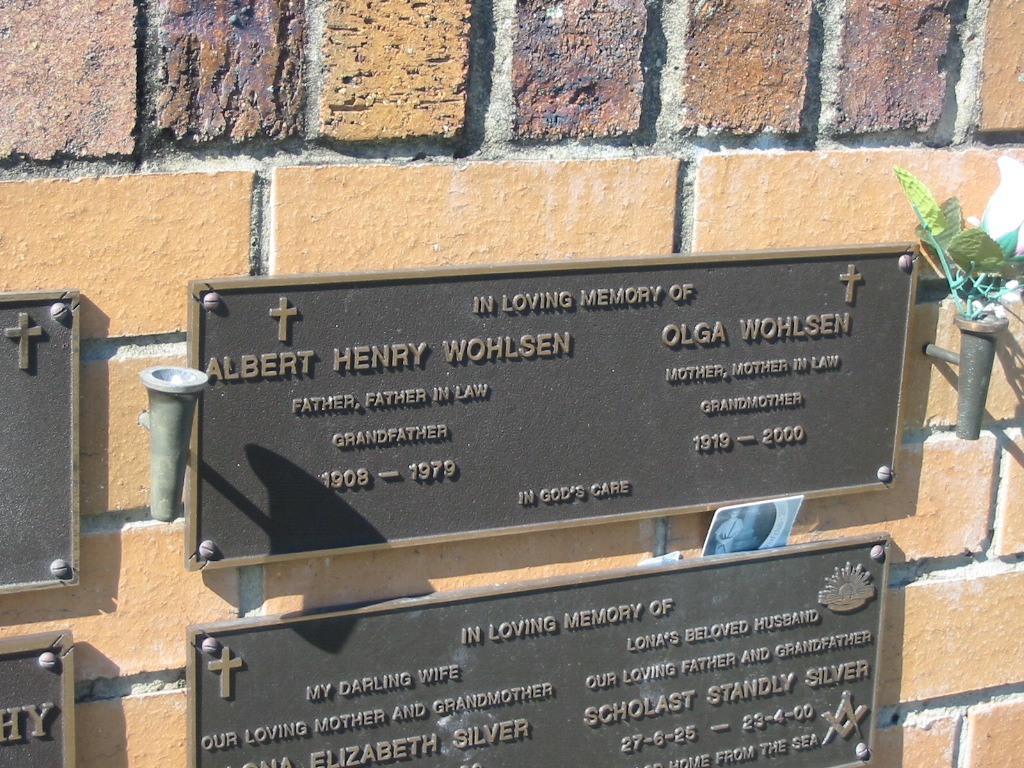 IN LOVING MEMORY OF
ALBERT HENRY WOHLSEN
FATHER, FATHER IN LAW
GRANDFATHER
1908 — 1979
OLGA WOHLSEN
MOTHER, MOTHER IN LAW
GRANDMOTHER
1919 — 2000
IN GOD'S CARE
IN LOVING MEMORY OF
MY DARLING WIFE
OUR LOVING MOTHER AND GRANDMOTHER
LONA ELIZABETH SILVER
LONA'S BELOVED HUSBAND
OUR LOVING FATHER AND GRANDFATHER
SCHOLAST STANDLY SILVER
27-6-25 — 23-4-00
HOME FROM THE SEA
HY